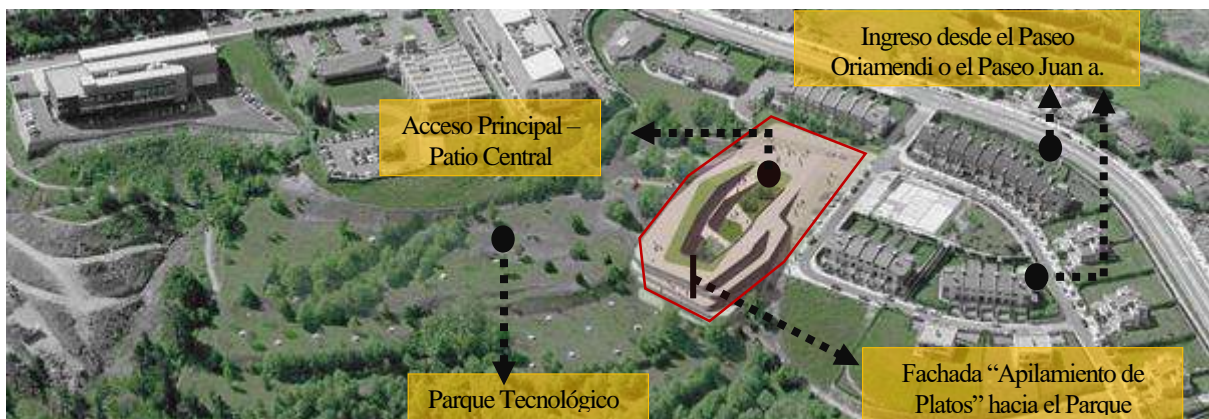 Ingreso desde el Paseo
Oriamendi o el Paseo Juan a.
Acceso Principal –
Patio Central
Parque Tecnológico
Fachada “Apilamiento de
Platos” hacia el Parque